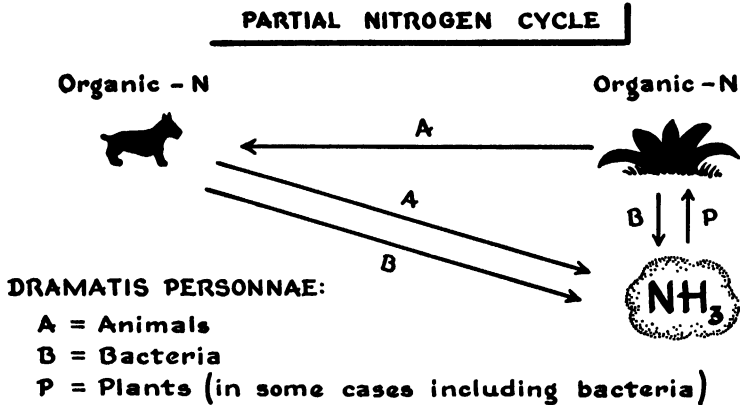 PARTIAL NITROGEN CYCLE
Organic - N
Organic - N
A
A
B
B
P
NH₃
DRAMATIS PERSONNAE:
A = Animals
B = Bacteria
P = Plants (in some cases including bacteria)